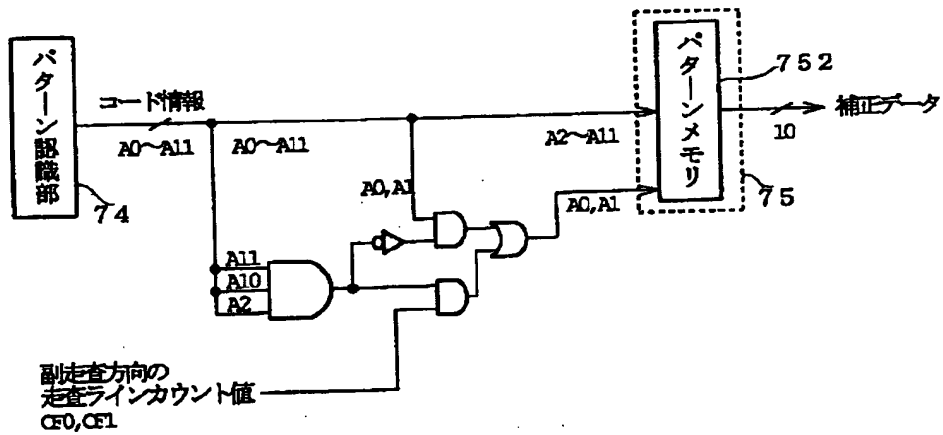 パターン認識部
74
コード情報
A0〜A11
A0〜A11
A0,A1
A2〜A11
A0,A1
パターンメモリ
752
10
補正データ
75
A11
A10
A2
副走査方向の
走査ラインカウント値
CF0,CF1